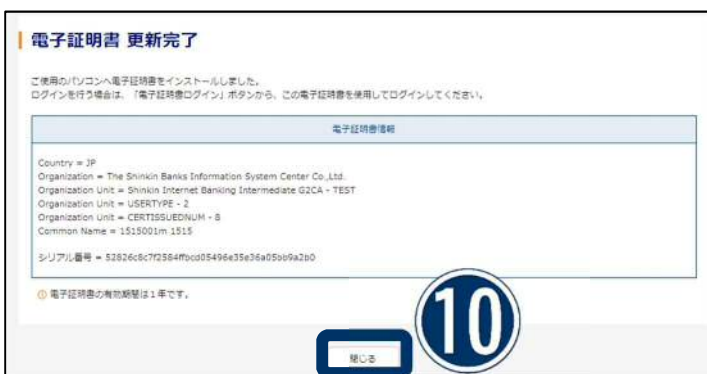 電子証明書 更新完了
ご使用のパソコンへ電子証明書をインストールしました。
ログインを行う場合は、「電子証明書ログイン」ボタンから、この電子証明書を使用してログインしてください。
電子証明書情報
Country = JP
Organization = The Shinkin Banks Information System Center Co.,Ltd.
Organization Unit = Shinkin Internet Banking Intermediate G2CA - TEST
Organization Unit = USERTYPE - 2
Organization Unit = CERTISSUEDNUM - 8
Common Name = 1515001m 1515
シリアル番号 = 52826c8c7f2584ffbcd05496e35e36a05bb9a2b0
電子証明書の有効期間は1年です。
閉じる
10